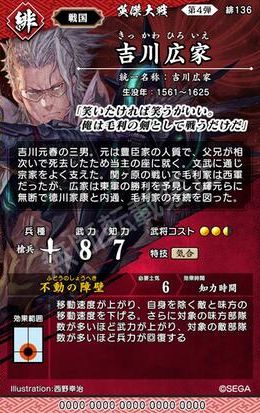 緋
戦国
英傑大戦
第4弾
緋136
きっかわ ひろいえ
吉川広家
統一名称：吉川広家
生没年：1561～1625
「笑いたければ笑うがいい。
俺は毛利の劒として戦うだけだ」
吉川元春の三男。元は豊臣家の人質で、父兄が相
次いで死去したため当主の座に就く。文武に通じ
宗家をよく支えた。関ヶ原の戦いで毛利家は西軍
だったが、広家は東軍の勝利を予見して輝元らに
無断で徳川家康と内通、毛利家の存続を図った。
兵種 武力 知力 武将コスト
槍兵 8 7 特技 気合
ふどうのしょうへき
不動の障壁
必要士気 6
効果時間 知力時間
効果範囲
移動速度が上がり、自身を除く敵と味方の
移動速度を下げる。さらに対象の味方部隊
数が多いほど武力が上がり、対象の敵部隊
数が多いほど兵力が回復する
Illustration：西野幸治
©SEGA
0000-0000-0000-0000-0000